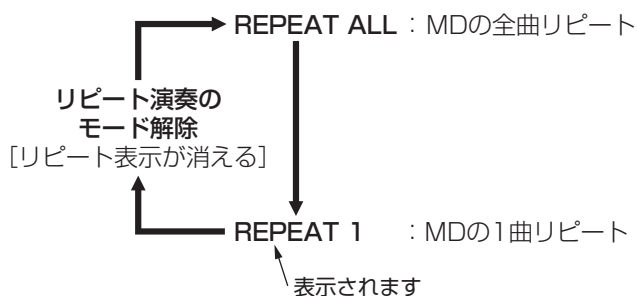 REPEAT ALL：MDの全曲リピート
リピート演奏の
モード解除
［リピート表示が消える］
REPEAT 1　：MDの1曲リピート
表示されます